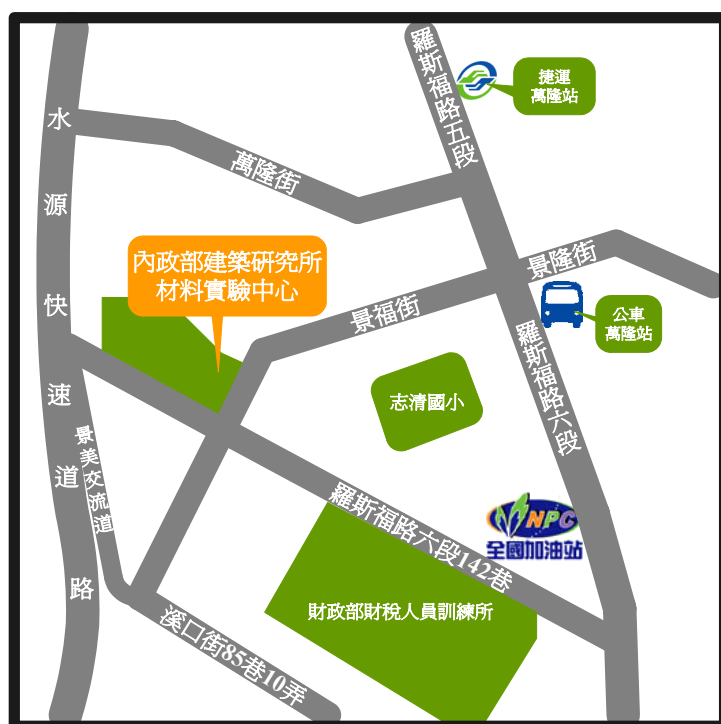 羅斯福路五段
捷運
萬隆站
水源快速道路
萬隆街
內政部建築研究所
材料實驗中心
景隆街
景福街
公車
萬隆站
羅斯福路六段
志清國小
景美交流道
羅斯福路六段142巷
NPC
全國加油站
財政部財稅人員訓練所
溪口街85巷10弄